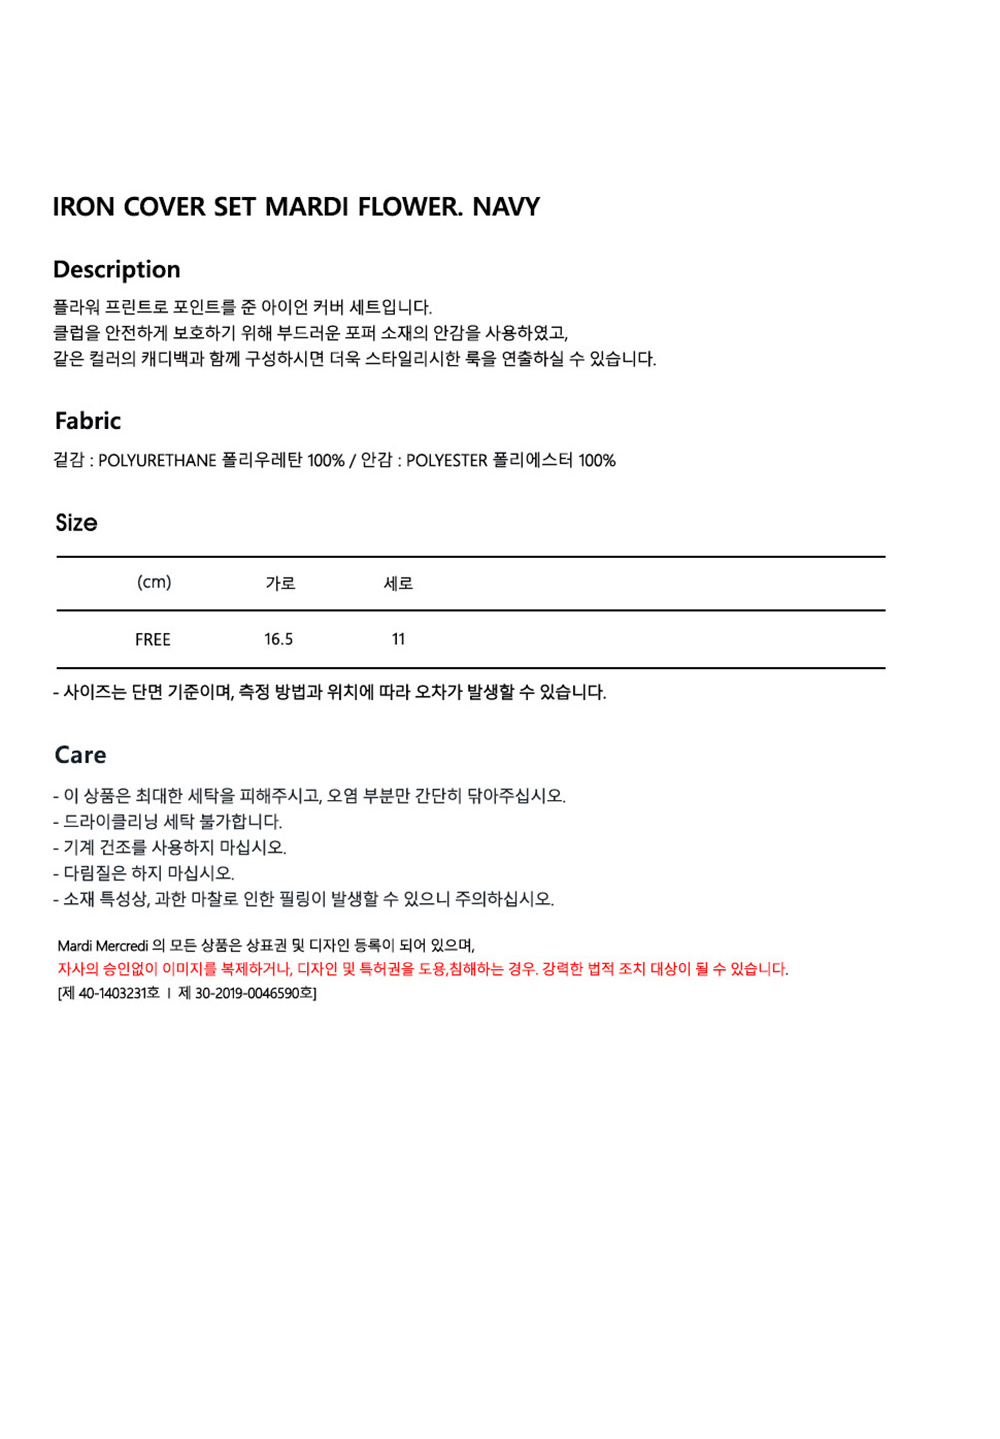 IRON COVER SET MARDI FLOWER. NAVY
Description
플라워 프린트로 포인트를 준 아이언 커버 세트입니다.
클럽을 안전하게 보호하기 위해 부드러운 포퍼 소재의 안감을 사용하였고,
같은 컬러의 캐디백과 함께 구성하시면 더욱 스타일리시한 룩을 연출하실 수 있습니다.
Fabric
겉감 : POLYURETHANE 폴리우레탄 100% / 안감 : POLYESTER 폴리에스터 100%
Size
(cm) 가로 세로
FREE 16.5 11
- 사이즈는 단면 기준이며, 측정 방법과 위치에 따라 오차가 발생할 수 있습니다.
Care
- 이 상품은 최대한 세탁을 피해주시고, 오염 부분만 간단히 닦아주십시오.
- 드라이클리닝 세탁 불가합니다.
- 기계 건조를 사용하지 마십시오.
- 다림질은 하지 마십시오.
- 소재 특성상, 과한 마찰로 인한 필링이 발생할 수 있으니 주의하십시오.
Mardi Mercredi 의 모든 상품은 상표권 및 디자인 등록이 되어 있으며,
자사의 승인없이 이미지를 복제하거나, 디자인 및 특허권을 도용,침해하는 경우. 강력한 법적 조치 대상이 될 수 있습니다.
[제 40-1403231호 ㅣ 제 30-2019-0046590호]